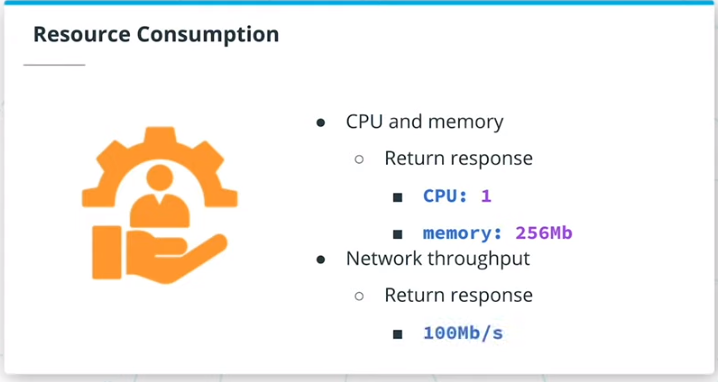 Resource Consumption
● CPU and memory
○ Return response
■ CPU: 1
■ memory: 256Mb
● Network throughput
○ Return response
■ 100Mb/s